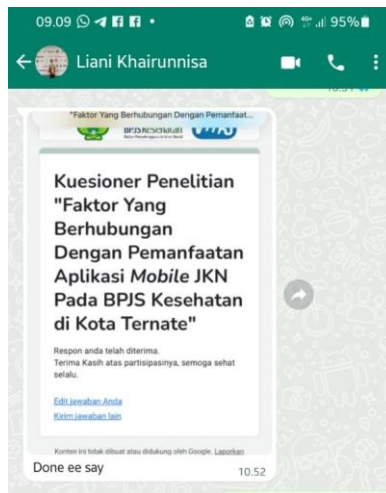 09.09
95%
Liani Khairunnisa
"Faktor Yang Berhubungan Dengan Pemanfaat...
BPJS Kesehatan
Kuesioner Penelitian
"Faktor Yang
Berhubungan
Dengan Pemanfaatan
Aplikasi Mobile JKN
Pada BPJS Kesehatan
di Kota Ternate"
Respon anda telah diterima.
Terima Kasih atas partisipasinya, semoga sehat
selalu.
Edit jawaban Anda
Kirim jawaban lain
Konten ini tidak dibuat atau didukung oleh Google. Laporkan
Done ee say
10.52